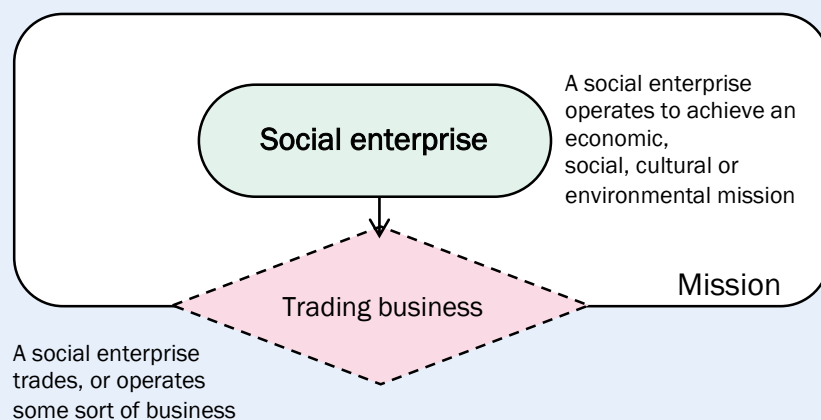 Social enterprise
A social enterprise
operates to achieve an
economic,
social, cultural or
environmental mission
Trading business
Mission
A social enterprise
trades, or operates
some sort of business